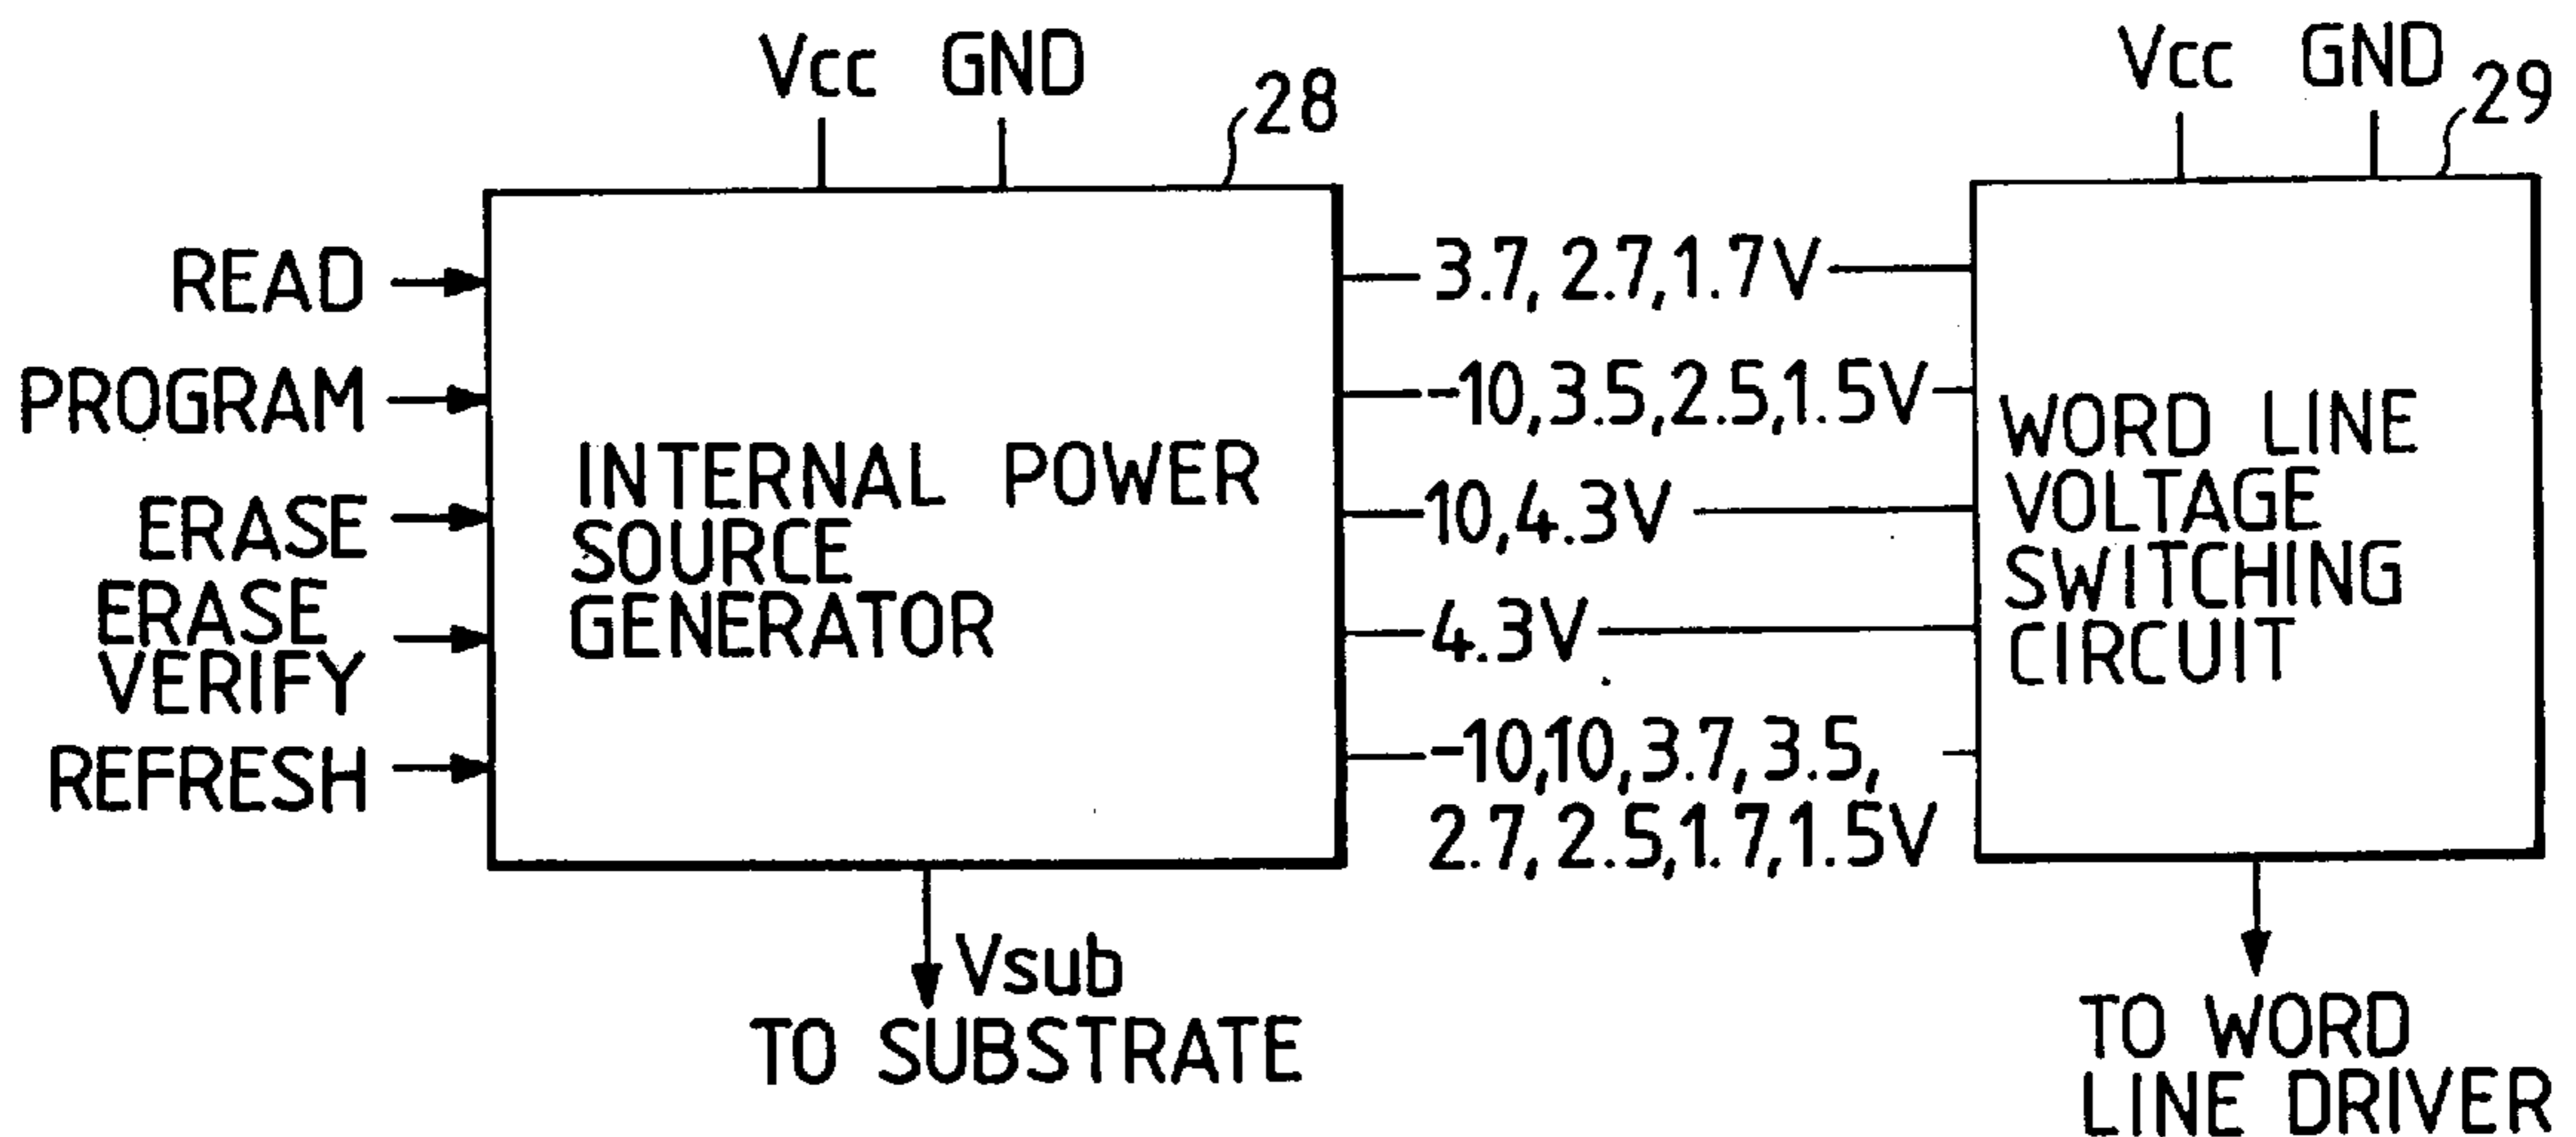 Vcc GND
28
Vcc GND
29
READ
PROGRAM
ERASE
ERASE
VERIFY
REFRESH
INTERNAL POWER
SOURCE
GENERATOR
3.7, 2.7, 1.7V
-10, 3.5, 2.5, 1.5V
10, 4.3V
4.3V
-10, 10, 3.7, 3.5,
2.7, 2.5, 1.7, 1.5V
WORD LINE
VOLTAGE
SWITCHING
CIRCUIT
Vsub
TO SUBSTRATE
TO WORD
LINE DRIVER